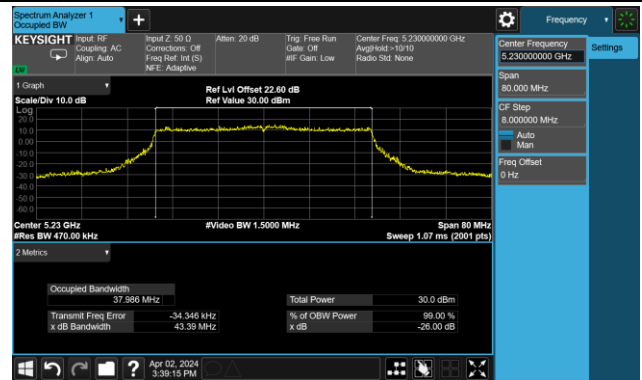 Spectrum Analyzer 1
Occupied BW
Frequency
KEYSIGHT
Input: RF
Coupling: AC
Align: Auto
Input Z: 50 Ω
Corrections: Off
Freq Ref: Int (S)
NFE: Adaptive
Atten: 20 dB
Trig: Free Run
Gate: Off
#IF Gain: Low
Center Freq: 5.230000000 GHz
Avg|Hold:>10/10
Radio Std: None
Center Frequency
5.230000000 GHz
Settings
Span
80.000 MHz
CF Step
8.000000 MHz
Auto
Man
Freq Offset
0 Hz
1 Graph
Scale/Div 10.0 dB
Ref Lvl Offset 22.60 dB
Ref Value 30.00 dBm
Log
20.0
10.0
0.00
-10.0
-20.0
-30.0
-40.0
-50.0
-60.0
Center 5.23 GHz
#Res BW 470.00 kHz
#Video BW 1.5000 MHz
Span 80 MHz
Sweep 1.07 ms (2001 pts)
2 Metrics
Occupied Bandwidth
37.986 MHz
Total Power 30.0 dBm
Transmit Freq Error -34.346 kHz
% of OBW Power 99.00 %
x dB Bandwidth 43.39 MHz
x dB -26.00 dB
?
Apr 02, 2024
3:39:15 PM